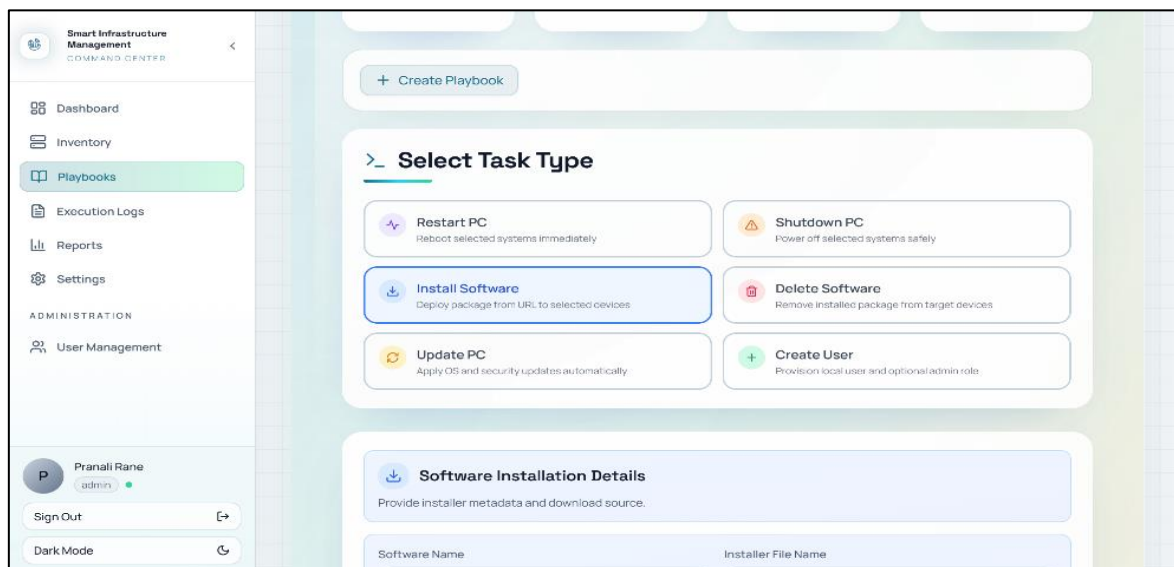 Smart Infrastructure
Management
COMMAND CENTER
Dashboard
Inventory
Playbooks
Execution Logs
Reports
Settings
ADMINISTRATION
User Management
P
Pranali Rane
admin
Sign Out
Dark Mode
+ Create Playbook
>_ Select Task Type
Restart PC
Reboot selected systems immediately
Shutdown PC
Power off selected systems safely
Install Software
Deploy package from URL to selected devices
Delete Software
Remove installed package from target devices
Update PC
Apply OS and security updates automatically
Create User
Provision local user and optional admin role
Software Installation Details
Provide installer metadata and download source.
Software Name
Installer File Name